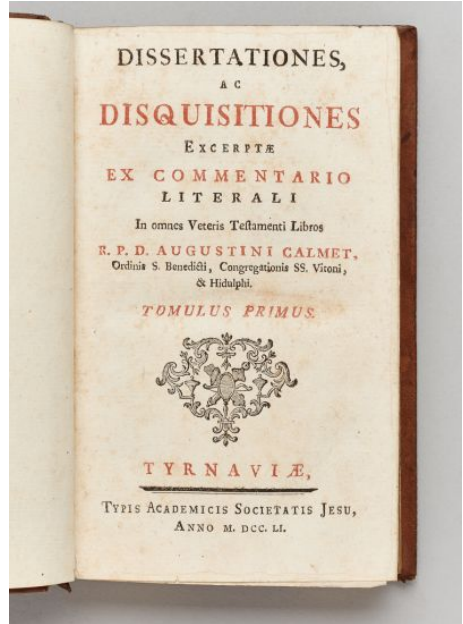 DISSERTATIONES,
AC
DISQUISITIONES
EXCERPTÆ
EX COMMENTARIO
LITERALI
In omnes Veteris Teſtamenti Libros
R. P. D. AUGUSTINI CALMET,
Ordinis S. Benedicti, Congregationis SS. Vitoni,
& Hidulphi.
TOMULUS PRIMUS.
TYRNAVIÆ,
TYPIS ACADEMICIS SOCIETATIS JESU,
ANNO M. DCC. LI.